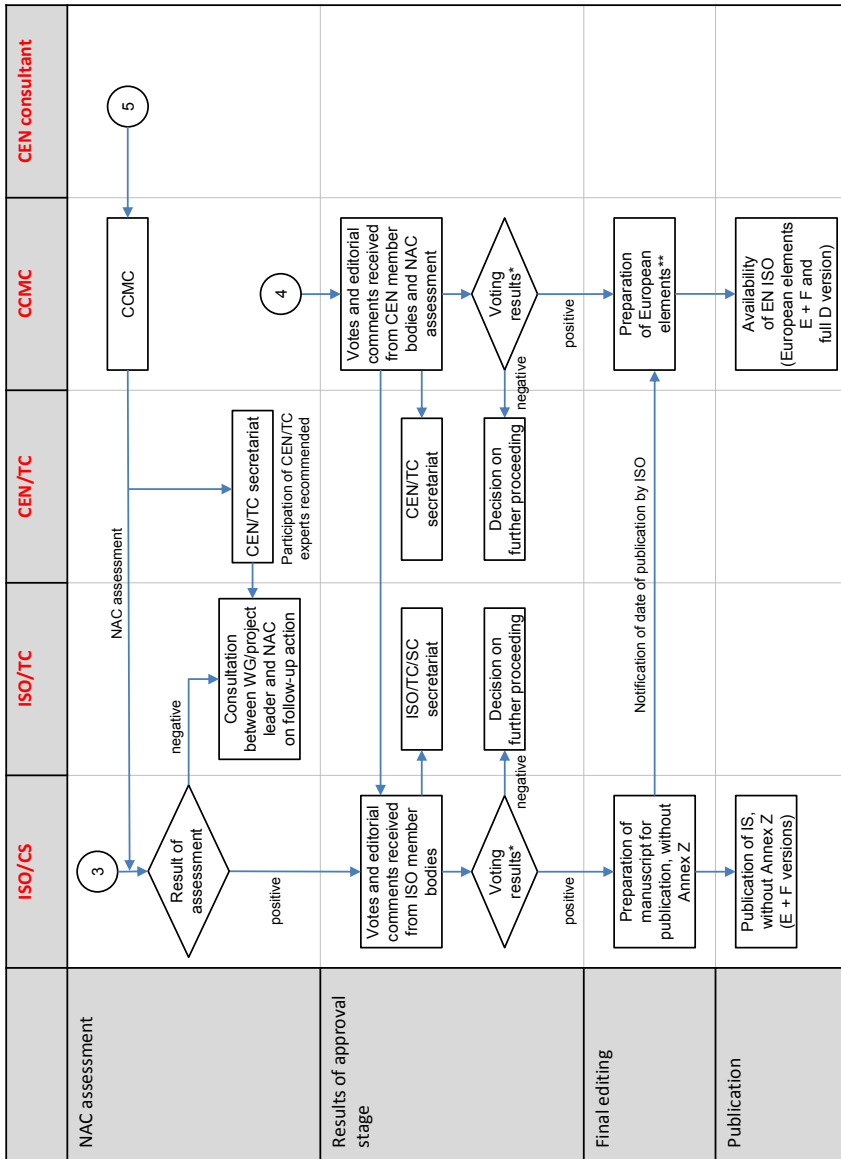 ISO/CS
ISO/TC
CEN/TC
CCMC
CEN consultant
NAC assessment
3
NAC assessment
CCMC
5
Result of
assessment
negative
positive
Consultation
between WG/project
leader and NAC
on follow-up action
CEN/TC secretariat
Participation of CEN/TC
experts recommended
4
Results of approval
stage
Votes and editorial
comments received
from ISO member
bodies
ISO/TC/SC
secretariat
CEN/TC
secretariat
Votes and editorial
comments received
from CEN member
bodies and NAC
assessment
Voting
results*
negative
positive
Decision on
further proceeding
Decision on
further proceeding
negative
Voting
results*
positive
Final editing
Preparation of
manuscript for
publication, without
Annex Z
Notification of date of publication by ISO
Preparation
of European
elements**
Publication
Publication of IS,
without Annex Z
(E + F versions)
Availability
of EN ISO
(European elements
E + F and
full D version)